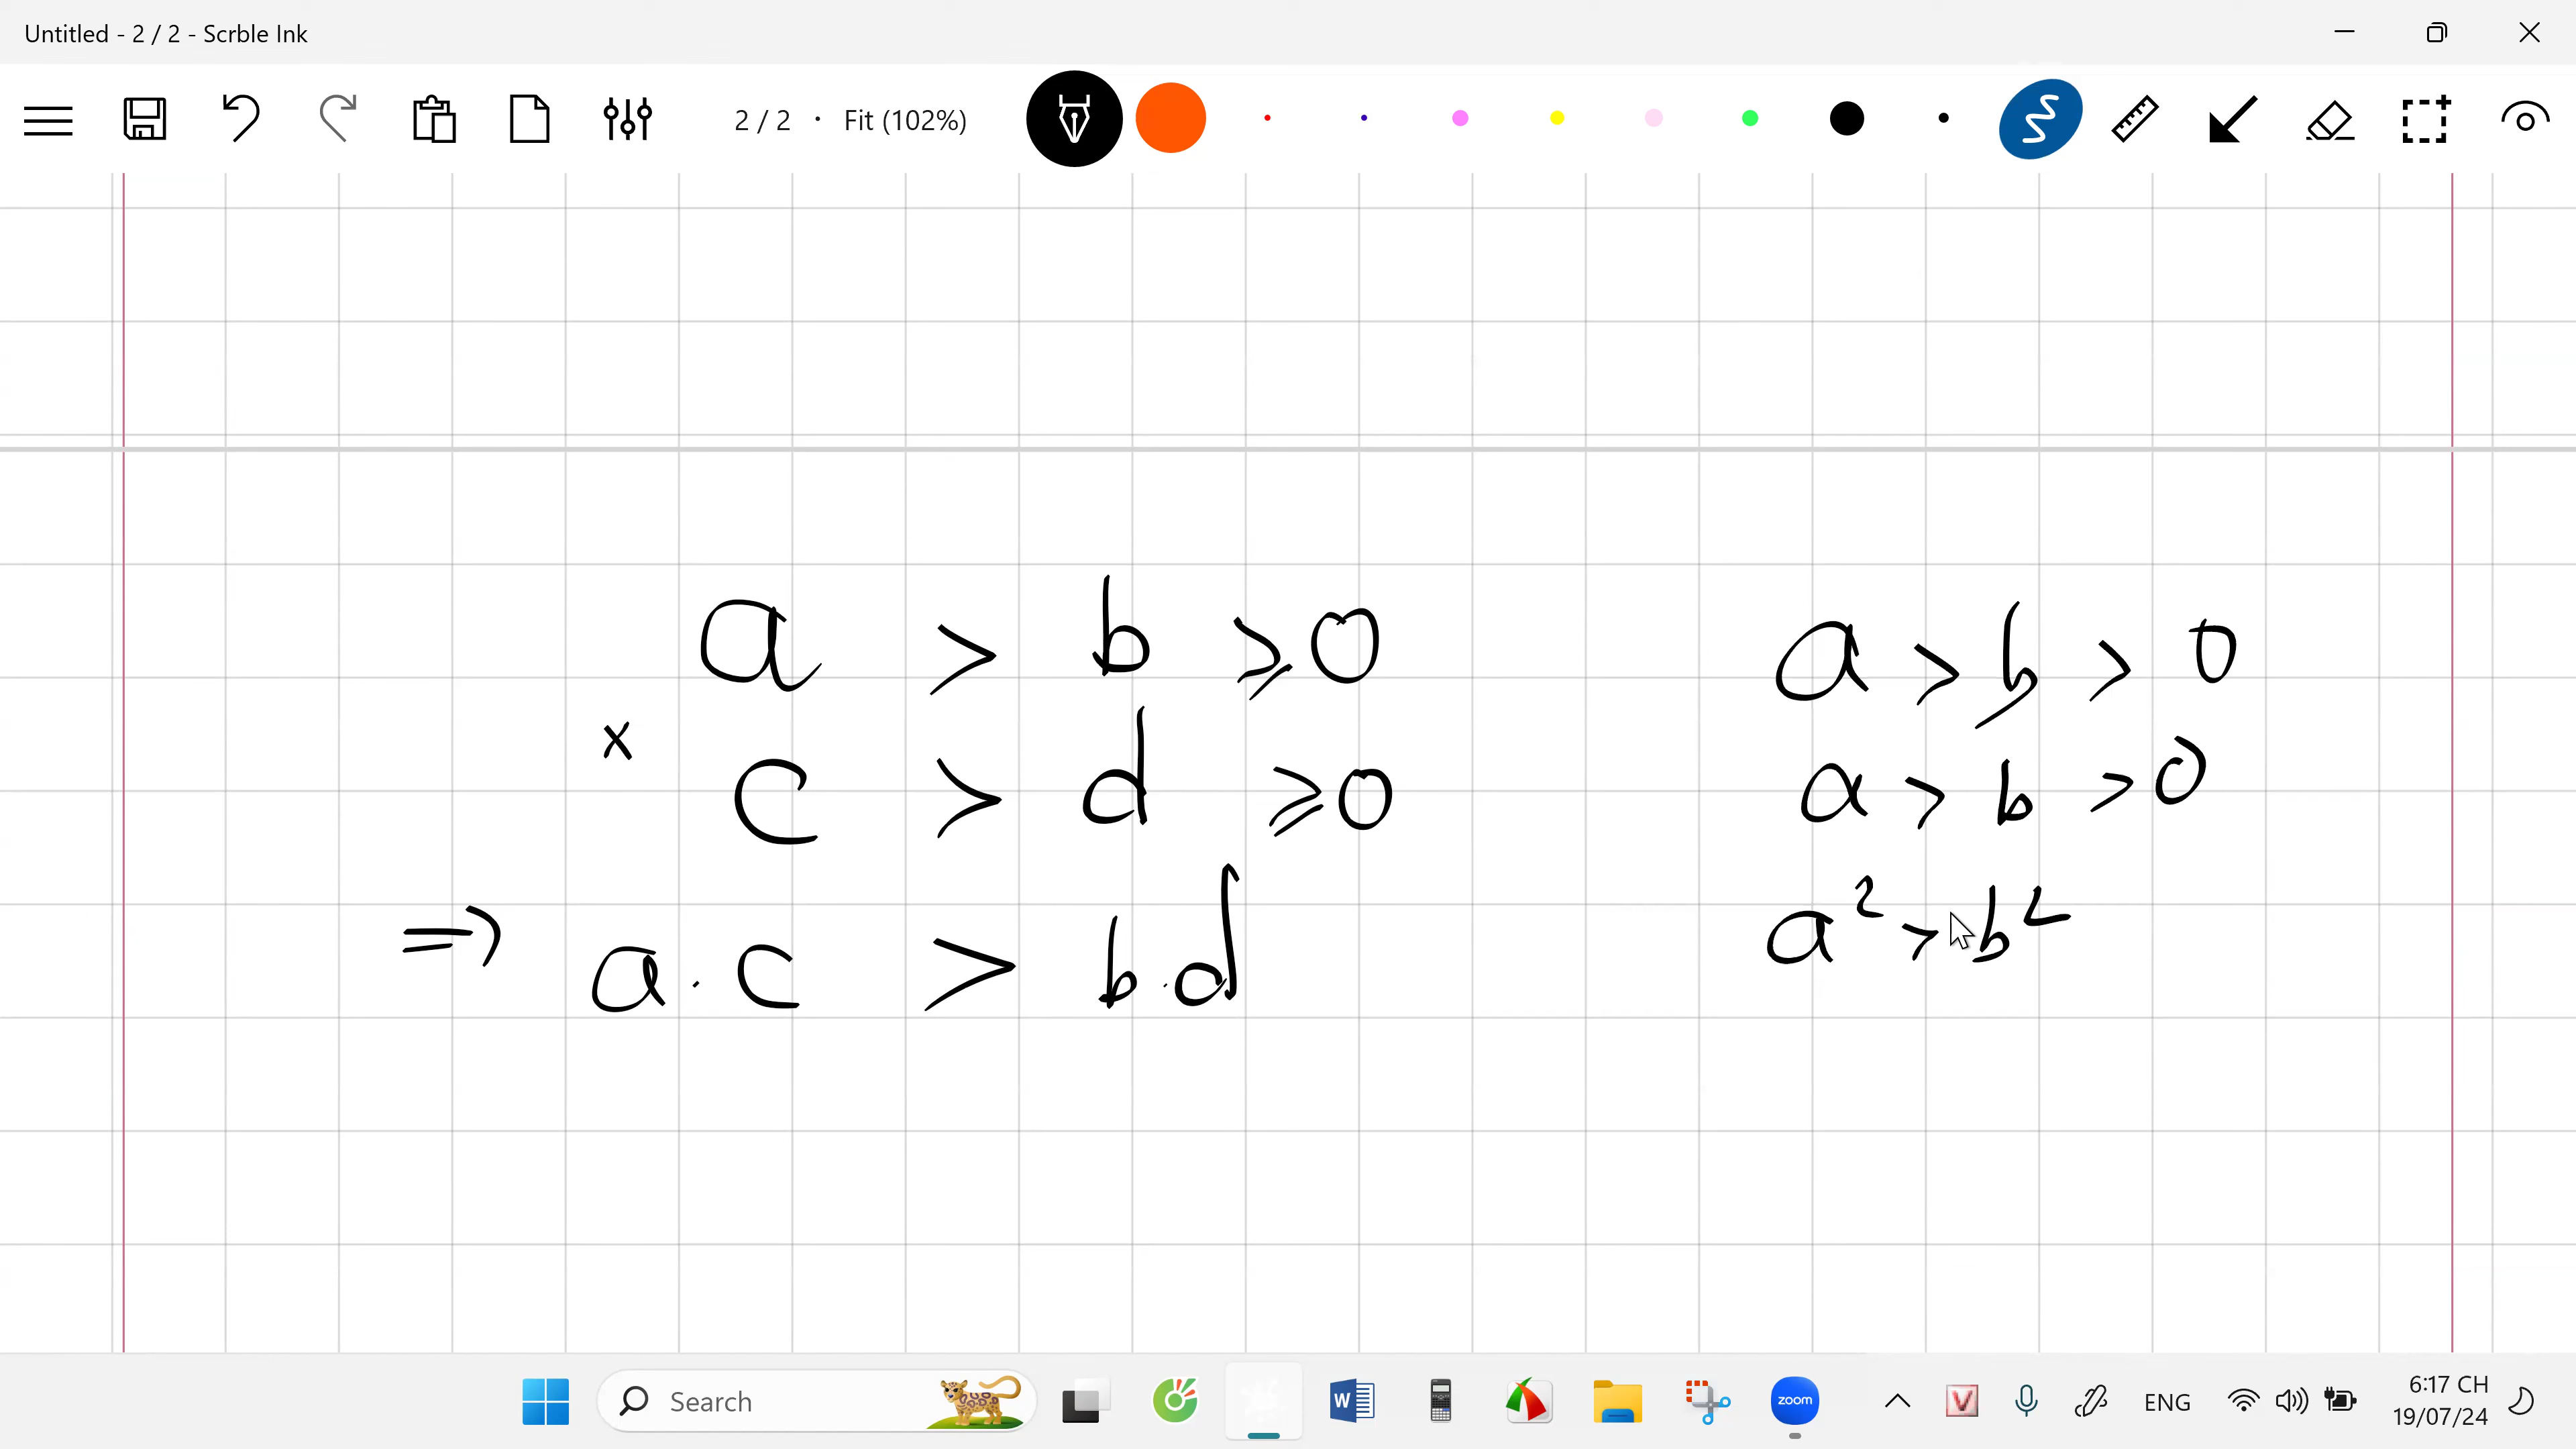 Untitled - 2 / 2 - Scrble Ink
2 / 2 · Fit (102%)
a > b ⩾ 0
x
c > d ⩾ 0
=> a . c > b . d
a > b > 0
a > b > 0
a² > b²
Search
W
zoom
V
ENG
6:17 CH
19/07/24